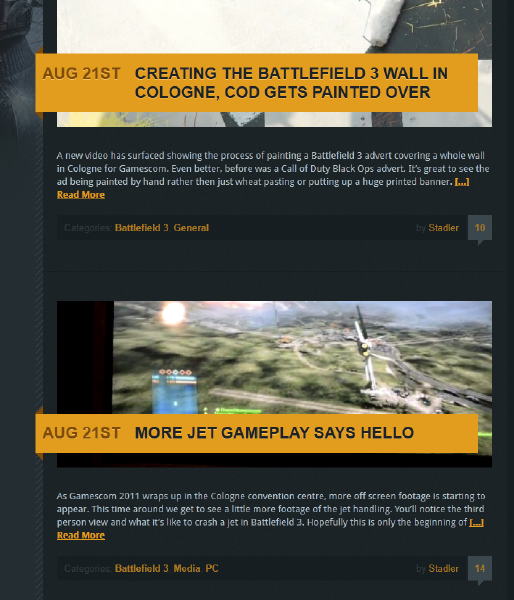 AUG 21ST CREATING THE BATTLEFIELD 3 WALL IN
COLOGNE, COD GETS PAINTED OVER
A new video has surfaced showing the process of painting a Battlefield 3 advert covering a whole wall
in Cologne for Gamescom. Even better, before was a Call of Duty Black Ops advert. It's great to see the
ad being painted by hand rather then just wheat pasting or putting up a huge printed banner. [...]
Read More
Categories: Battlefield 3 General by Stadler 10
AUG 21ST MORE JET GAMEPLAY SAYS HELLO
As Gamescom 2011 wraps up in the Cologne convention centre, more off screen footage is starting to
appear. This time around we get to see a little more footage of the jet handling. You'll notice the third
person view and what it's like to crash a jet in Battlefield 3. Hopefully this is only the beginning of [...]
Read More
Categories: Battlefield 3 Media PC by Stadler 14